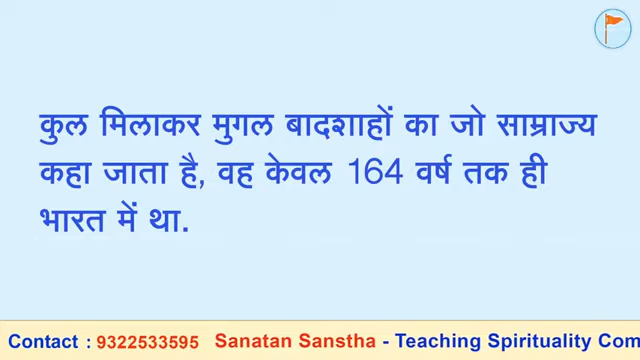 कुल मिलाकर मुगल बादशाहों का जो साम्राज्य
कहा जाता है, वह केवल 164 वर्ष तक ही
भारत में था.
Contact : 9322533595 Sanatan Sanstha - Teaching Spirituality Com